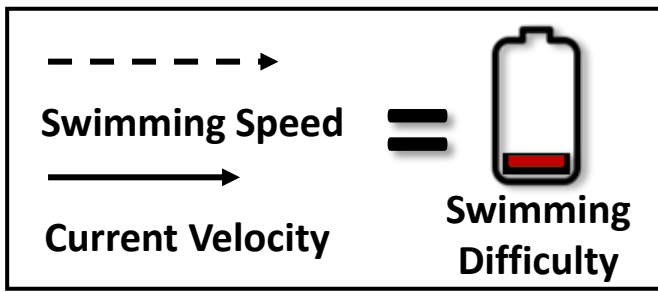 Swimming Speed
=
Current Velocity
Swimming
Difficulty